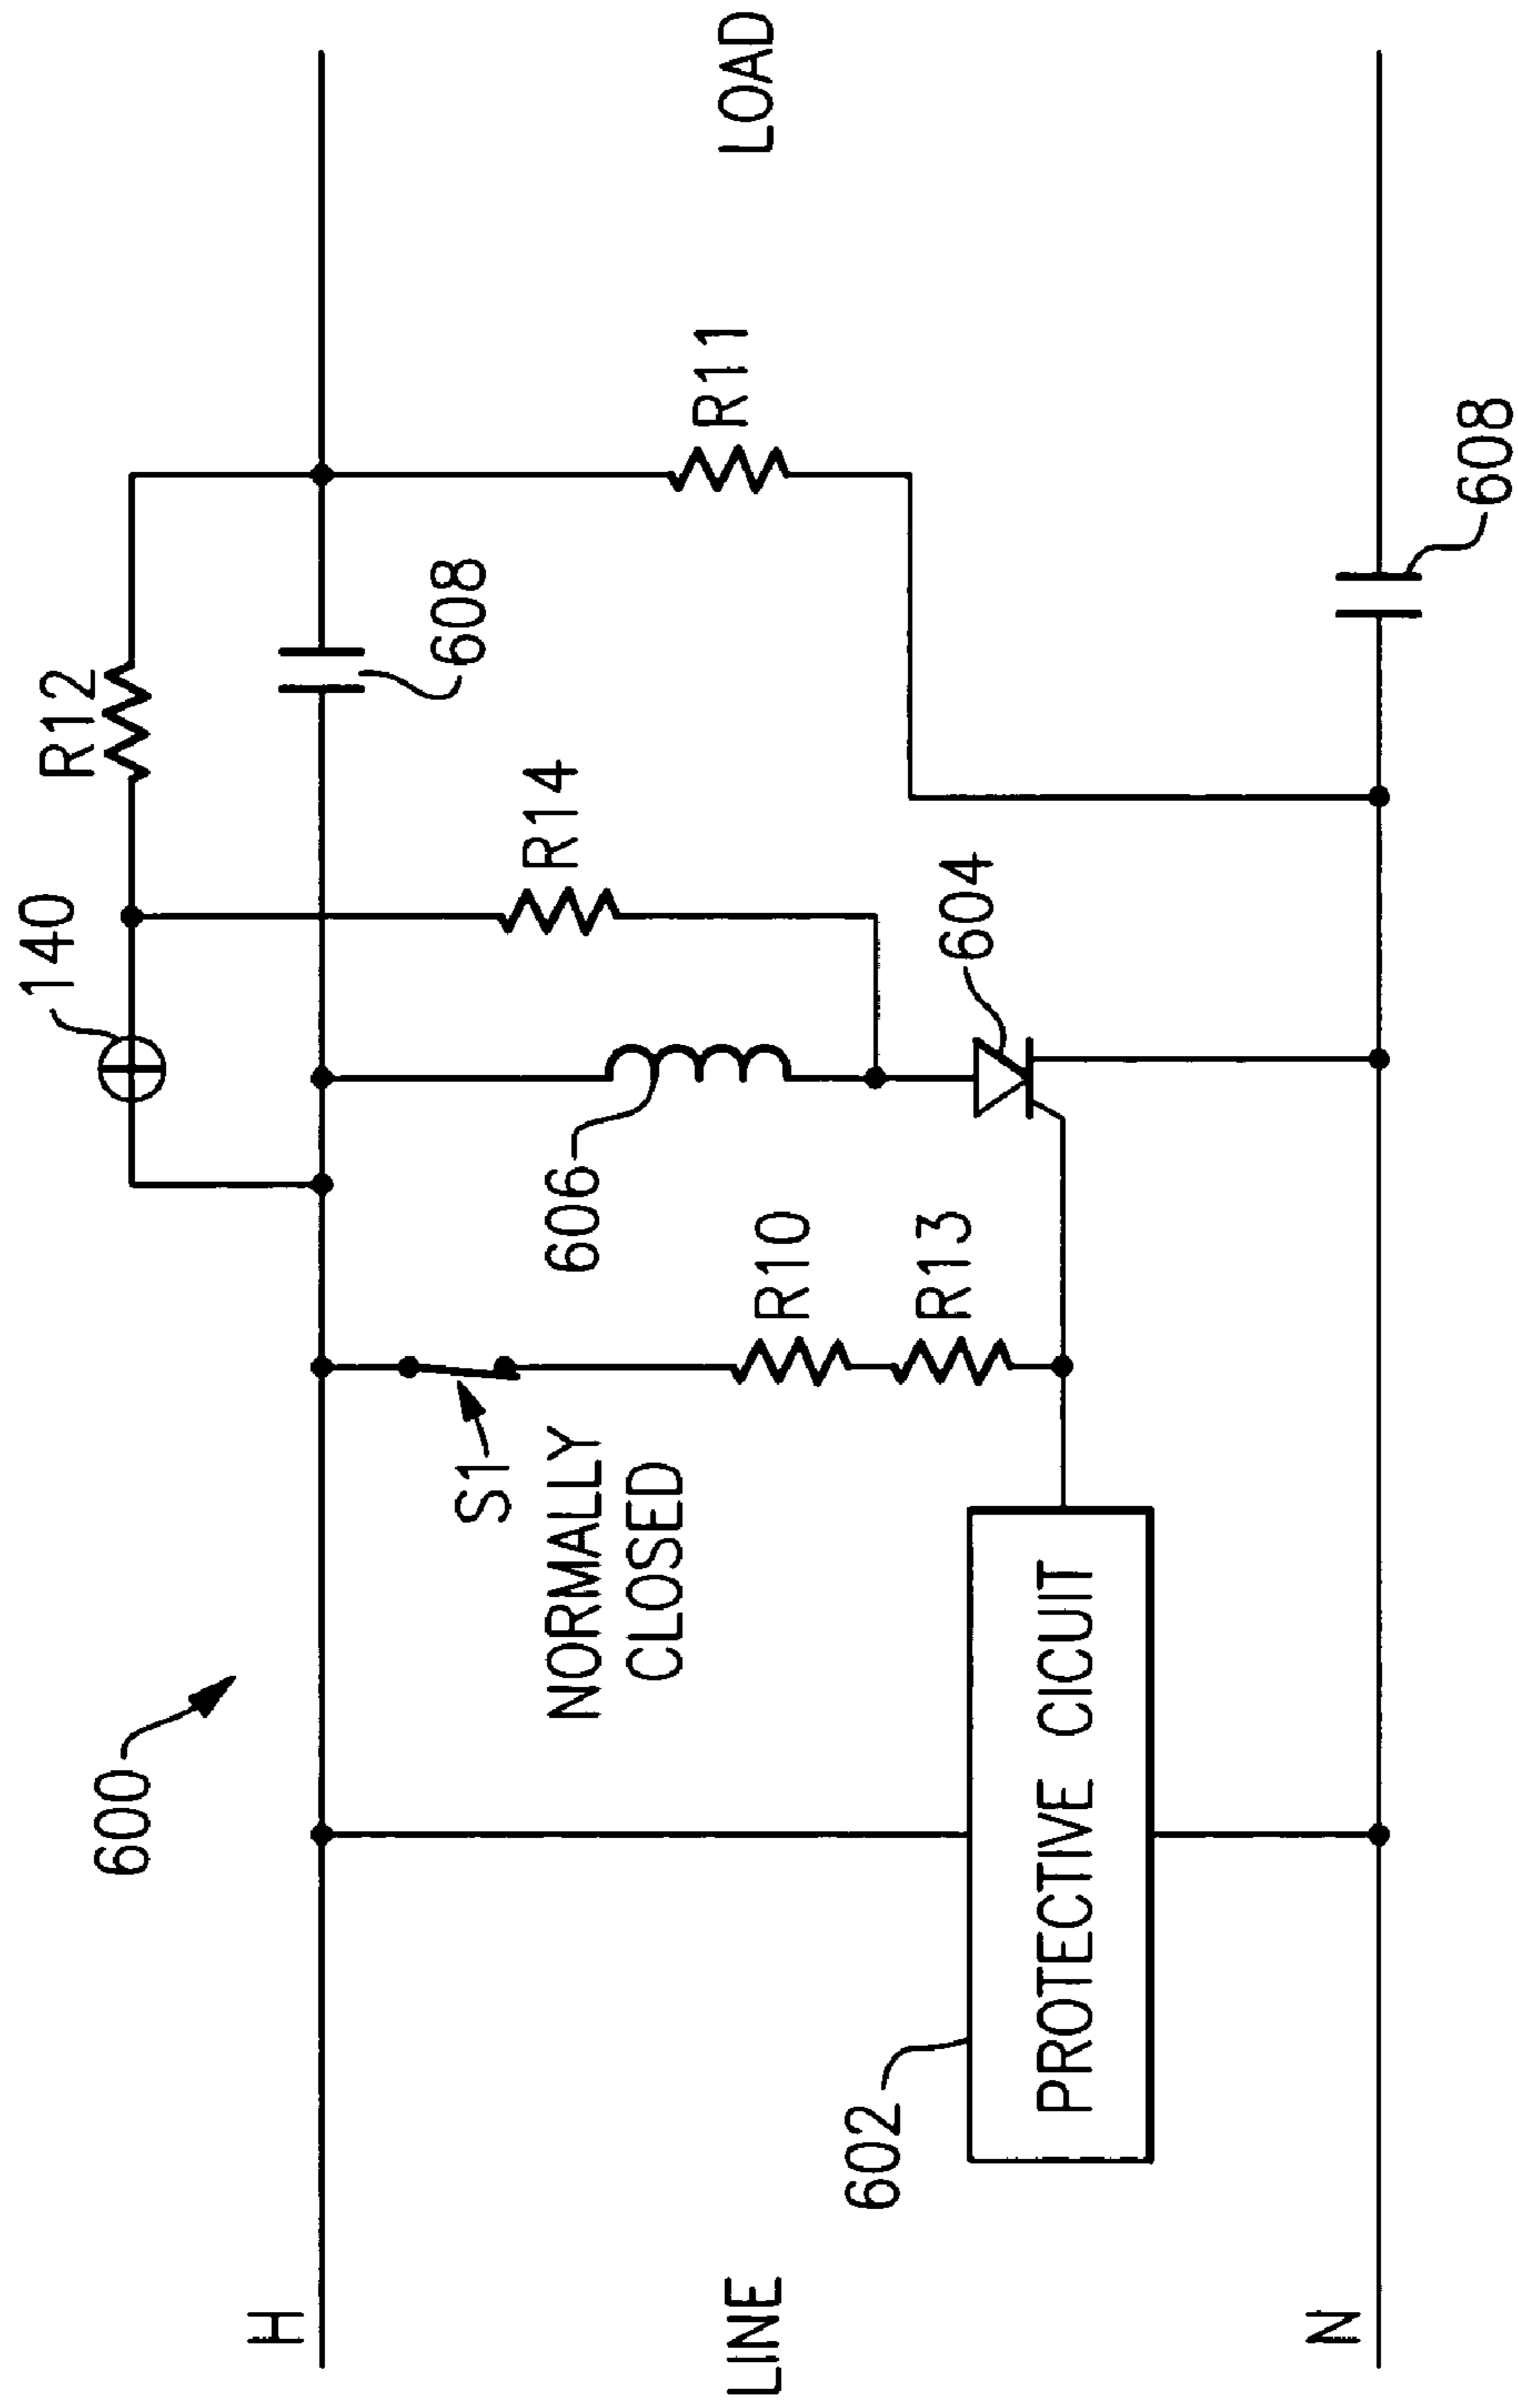 600
H
LINE
N
602
PROTECTIVE CICUIT
S1
NORMALLY
CLOSED
R10
R13
606
604
140
R14
R12
608
R11
608
LOAD